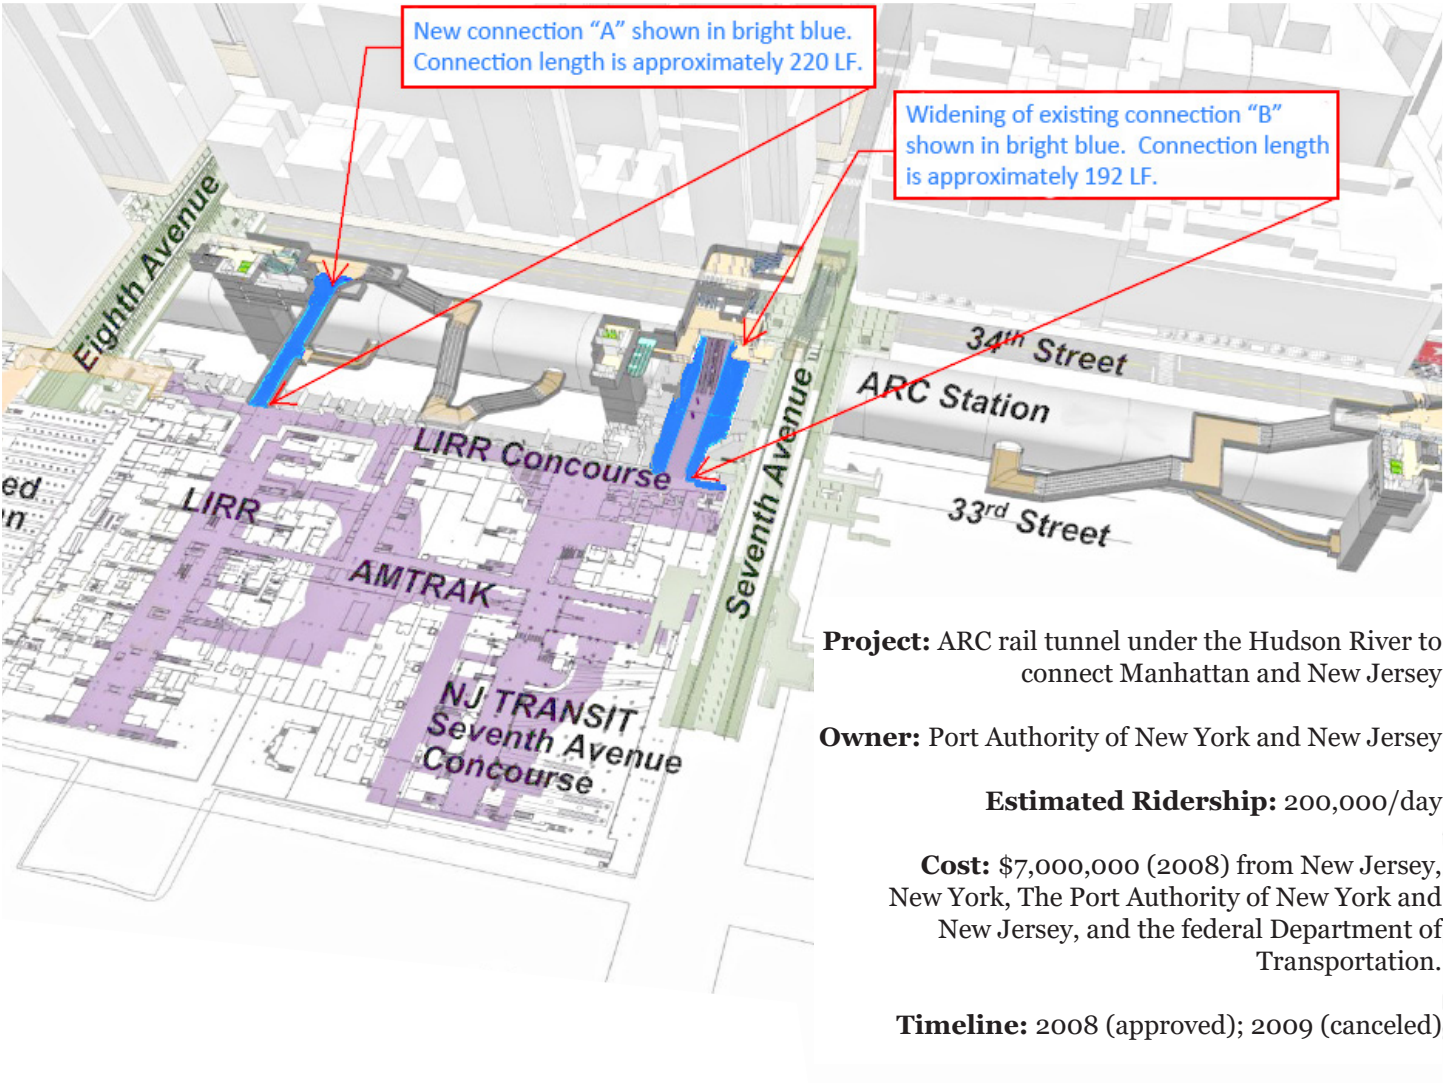 New connection “A” shown in bright blue.
Connection length is approximately 220 LF.
Widening of existing connection “B”
shown in bright blue.  Connection length
is approximately 192 LF.
Eighth Avenue
34th Street
ARC Station
LIRR Concourse
LIRR
ed
n
33rd Street
Seventh Avenue
AMTRAK
NJ TRANSIT
Seventh Avenue
Concourse
Project: ARC rail tunnel under the Hudson River to
connect Manhattan and New Jersey
Owner: Port Authority of New York and New Jersey
Estimated Ridership: 200,000/day
Cost: $7,000,000 (2008) from New Jersey,
New York, The Port Authority of New York and
New Jersey, and the federal Department of
Transportation.
Timeline: 2008 (approved); 2009 (canceled)